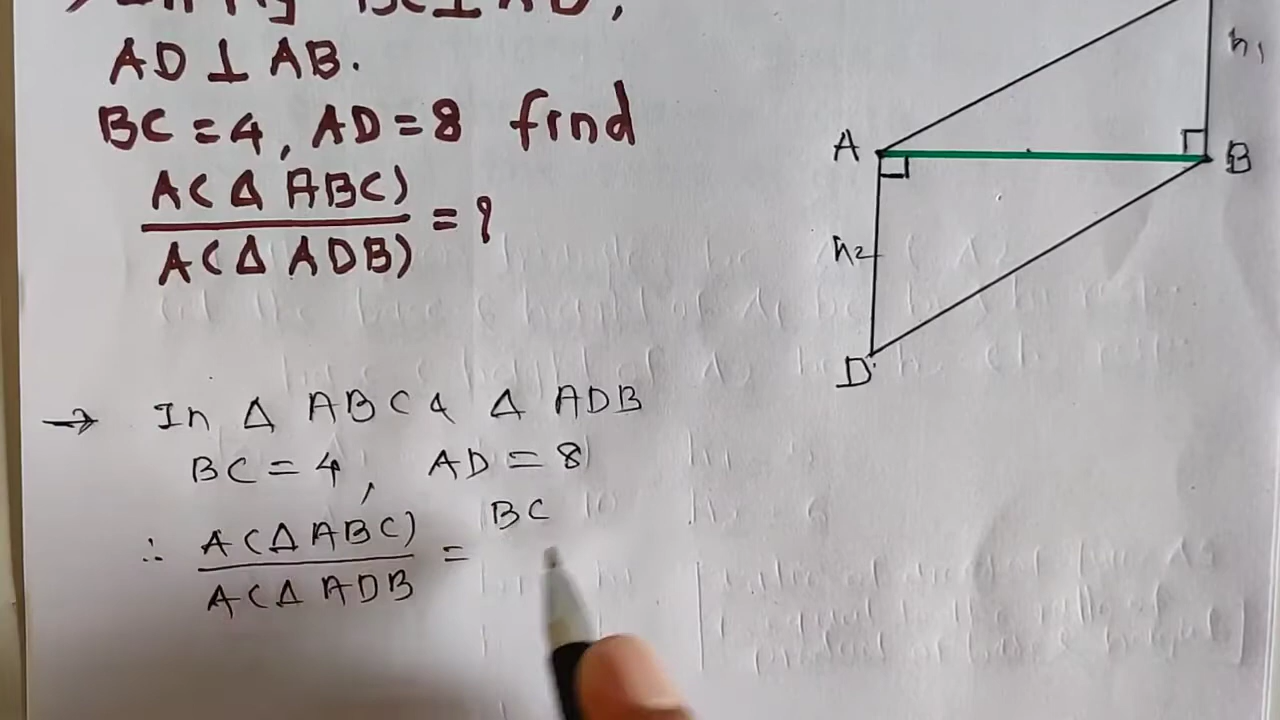 AD ⊥ AB.
BC = 4, AD = 8 find
A(Δ ABC)
A(Δ ADB) = ?
h1
A
B
h2
D
→ In Δ ABC & Δ ADB
BC = 4, AD = 8
∴ A(Δ ABC) = BC
A(Δ ADB